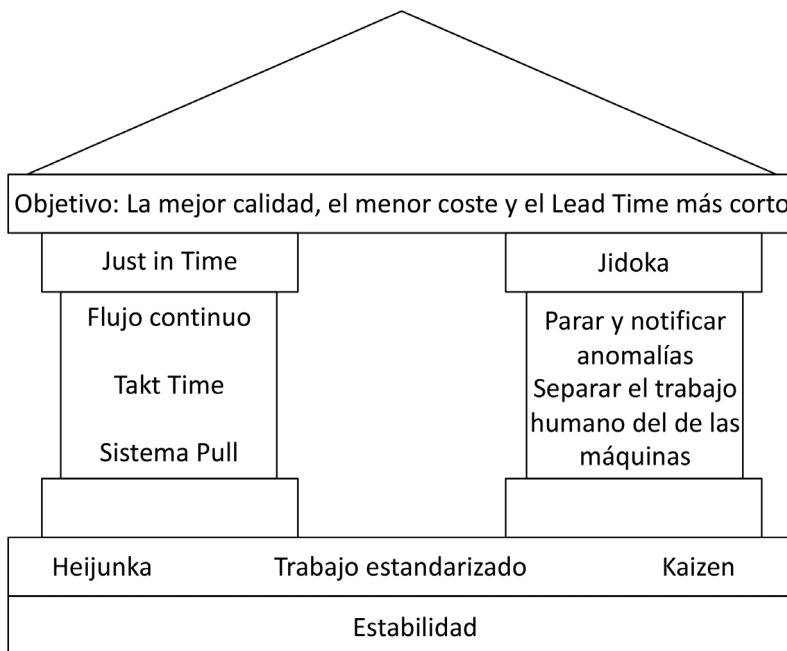 Objetivo: La mejor calidad, el menor coste y el Lead Time más corto
Just in Time
Flujo continuo
Takt Time
Sistema Pull
Jidoka
Parar y notificar
anomalías
Separar el trabajo
humano del de las
máquinas
Heijunka Trabajo estandarizado Kaizen
Estabilidad